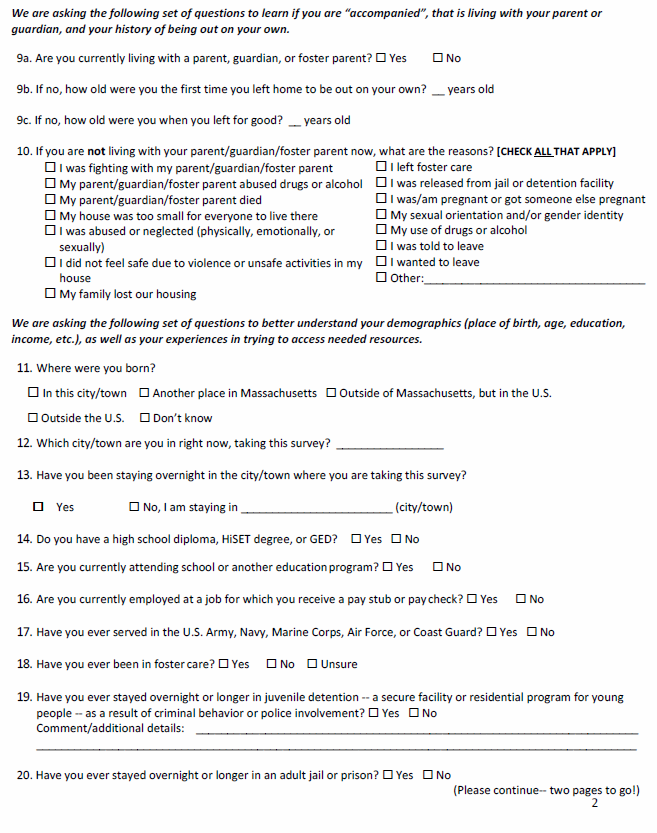 We are asking the following set of questions to learn if you are “accompanied”, that is living with your parent or
guardian, and your history of being out on your own.
9a. Are you currently living with a parent, guardian, or foster parent? ☐ Yes ☐ No
9b. If no, how old were you the first time you left home to be out on your own? __ years old
9c. If no, how old were you when you left for good? __ years old
10. If you are not living with your parent/guardian/foster parent now, what are the reasons? [CHECK ALL THAT APPLY]
☐ I was fighting with my parent/guardian/foster parent
☐ My parent/guardian/foster parent abused drugs or alcohol
☐ My parent/guardian/foster parent died
☐ My house was too small for everyone to live there
☐ I was abused or neglected (physically, emotionally, or
sexually)
☐ I did not feel safe due to violence or unsafe activities in my
house
☐ My family lost our housing
☐ I left foster care
☐ I was released from jail or detention facility
☐ I was/am pregnant or got someone else pregnant
☐ My sexual orientation and/or gender identity
☐ My use of drugs or alcohol
☐ I was told to leave
☐ I wanted to leave
☐ Other:___________________________________
We are asking the following set of questions to better understand your demographics (place of birth, age, education,
income, etc.), as well as your experiences in trying to access needed resources.
11. Where were you born?
☐ In this city/town ☐ Another place in Massachusetts ☐ Outside of Massachusetts, but in the U.S.
☐ Outside the U.S. ☐ Don’t know
12. Which city/town are you in right now, taking this survey? _________________
13. Have you been staying overnight in the city/town where you are taking this survey?
☐ Yes ☐ No, I am staying in ________________________ (city/town)
14. Do you have a high school diploma, HiSET degree, or GED? ☐ Yes ☐ No
15. Are you currently attending school or another education program? ☐ Yes ☐ No
16. Are you currently employed at a job for which you receive a pay stub or pay check? ☐ Yes ☐ No
17. Have you ever served in the U.S. Army, Navy, Marine Corps, Air Force, or Coast Guard? ☐ Yes ☐ No
18. Have you ever been in foster care? ☐ Yes ☐ No ☐ Unsure
19. Have you ever stayed overnight or longer in juvenile detention -- a secure facility or residential program for young
people -- as a result of criminal behavior or police involvement? ☐ Yes ☐ No
Comment/additional details: ______________________________________________
______________________________________________
20. Have you ever stayed overnight or longer in an adult jail or prison? ☐ Yes ☐ No
(Please continue-- two pages to go!)
2